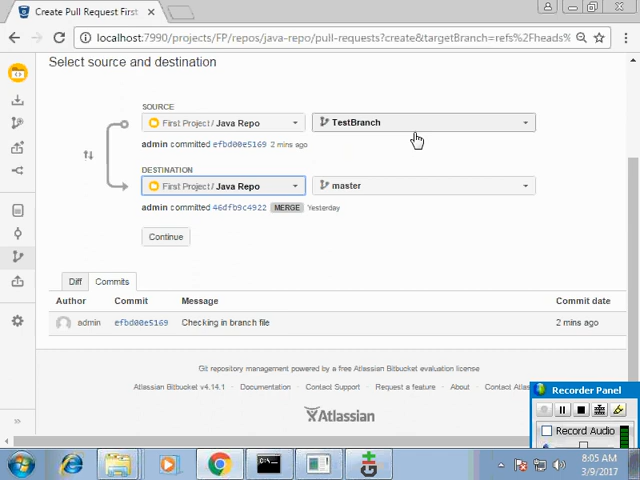 Create Pull Request First
localhost:7990/projects/FP/repos/java-repo/pull-requests?create&targetBranch=refs%2Fheads%
Select source and destination
SOURCE
First Project / Java Repo
TestBranch
admin committed efbd00e5169 2 mins ago
DESTINATION
First Project / Java Repo
master
admin committed 46dfb9c4922 MERGE Yesterday
Continue
Diff Commits
Author Commit Message Commit date
admin efbd00e5169 Checking in branch file 2 mins ago
Git repository management powered by a free Atlassian Bitbucket evaluation license
Atlassian Bitbucket v4.14.1 · Documentation · Contact Support · Request a feature · About · Contact Atlas
Atlassian
Recorder Panel
Record Audio
8:05 AM
3/9/2017